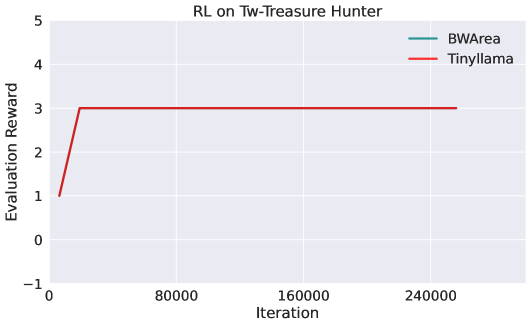 RL on Tw-Treasure Hunter
5
4
3
2
1
0
−1
Evaluation Reward
BWArea
Tinyllama
0 80000 160000 240000
Iteration